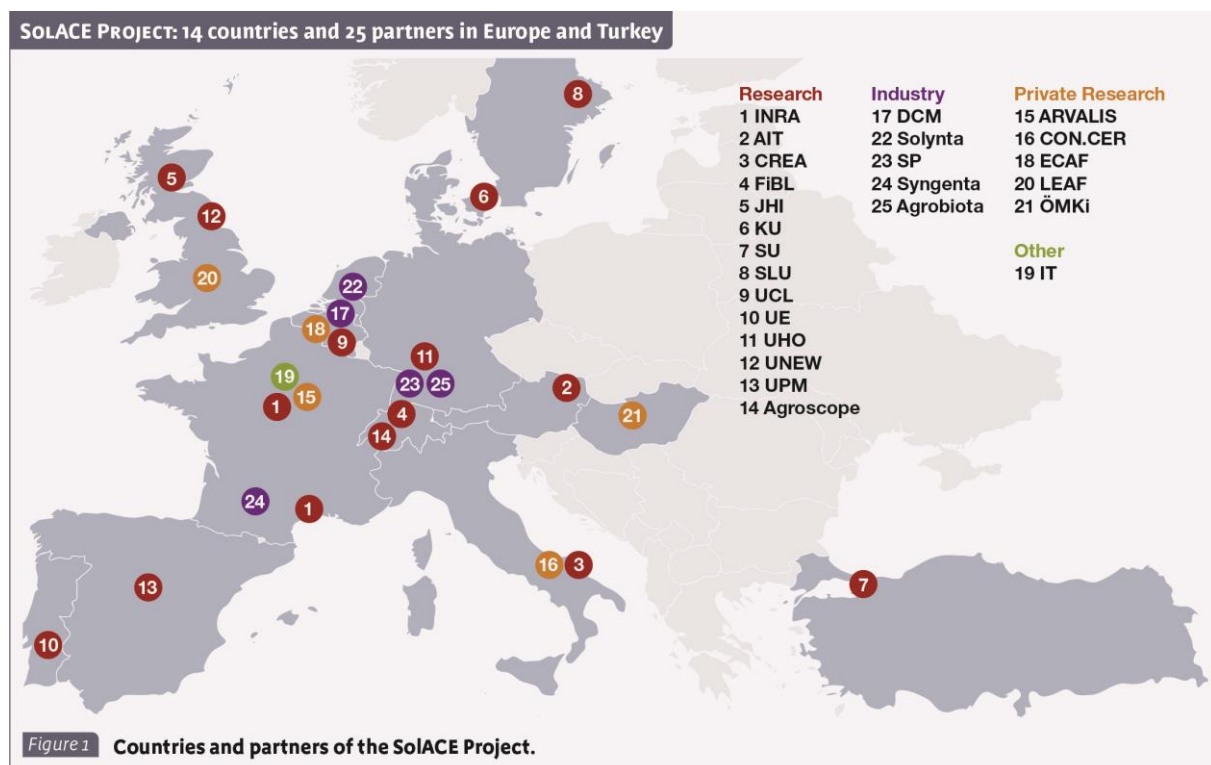 SolACE Project: 14 countries and 25 partners in Europe and Turkey
Research
1 INRA
2 AIT
3 CREA
4 FiBL
5 JHI
6 KU
7 SU
8 SLU
9 UCL
10 UE
11 UHO
12 UNEW
13 UPM
14 Agroscope
Industry
17 DCM
22 Solynta
23 SP
24 Syngenta
25 Agrobiota
Private Research
15 ARVALIS
16 CON.CER
18 ECAF
20 LEAF
21 ÖMKi
Other
19 IT
8
5
6
12
20
22
17
18
9
11
19
23
25
2
15
1
4
21
14
24
1
16
3
7
13
10
Figure 1 Countries and partners of the SolACE Project.